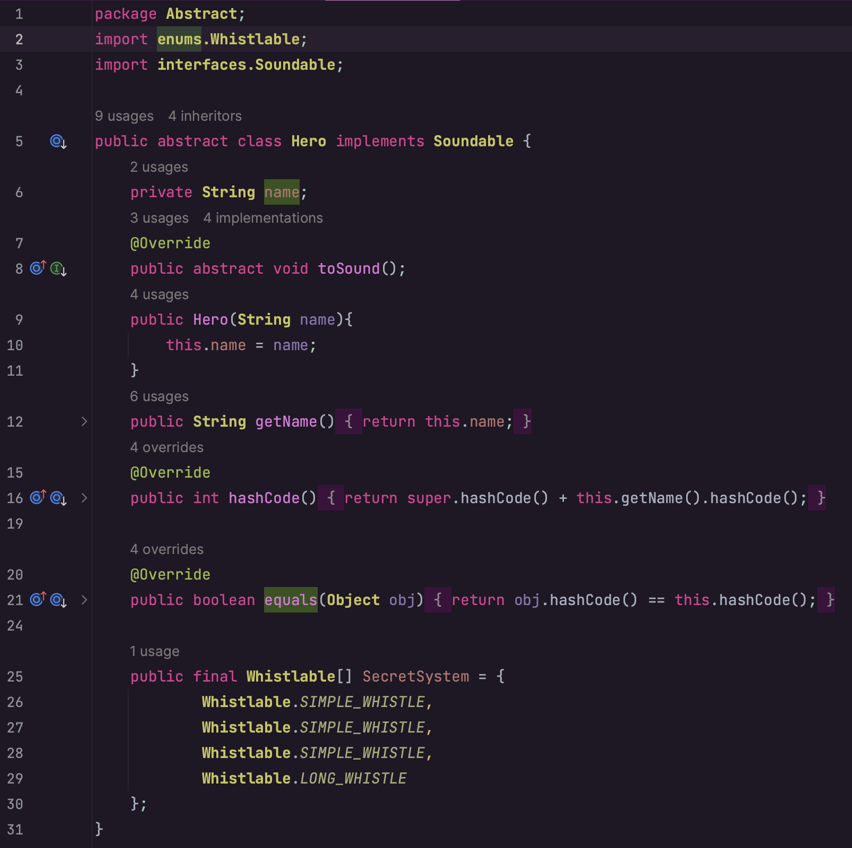 1 package Abstract;
2 import enums.Whistlable;
3 import interfaces.Soundable;
4
9 usages 4 inheritors
5 public abstract class Hero implements Soundable {
2 usages
6 private String name;
3 usages 4 implementations
7 @Override
8 public abstract void toSound();
4 usages
9 public Hero(String name){
10 this.name = name;
11 }
6 usages
12 public String getName() { return this.name; }
4 overrides
15 @Override
16 public int hashCode() { return super.hashCode() + this.getName().hashCode(); }
19
4 overrides
20 @Override
21 public boolean equals(Object obj) { return obj.hashCode() == this.hashCode(); }
24
1 usage
25 public final Whistlable[] SecretSystem = {
26 Whistlable.SIMPLE_WHISTLE,
27 Whistlable.SIMPLE_WHISTLE,
28 Whistlable.SIMPLE_WHISTLE,
29 Whistlable.LONG_WHISTLE
30 };
31 }